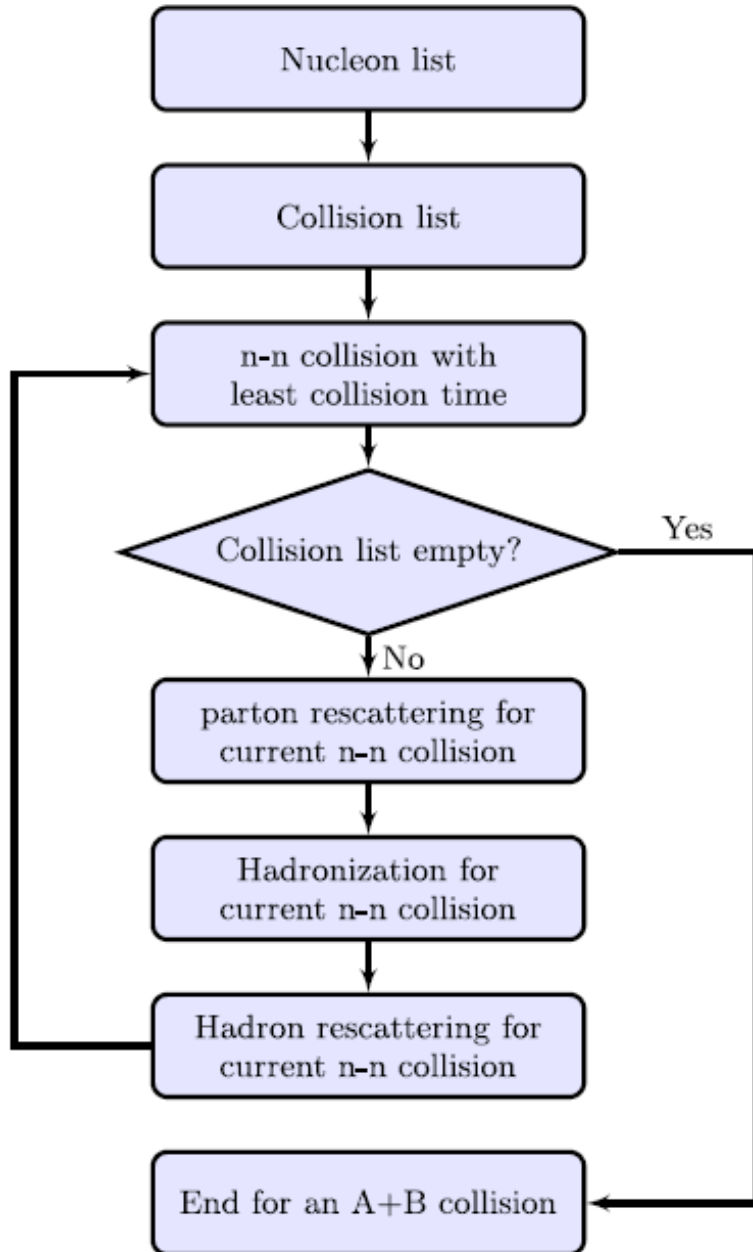 Nucleon list
Collision list
n-n collision with
least collision time
Collision list empty?
Yes
No
parton rescattering for
current n-n collision
Hadronization for
current n-n collision
Hadron rescattering for
current n-n collision
End for an A+B collision